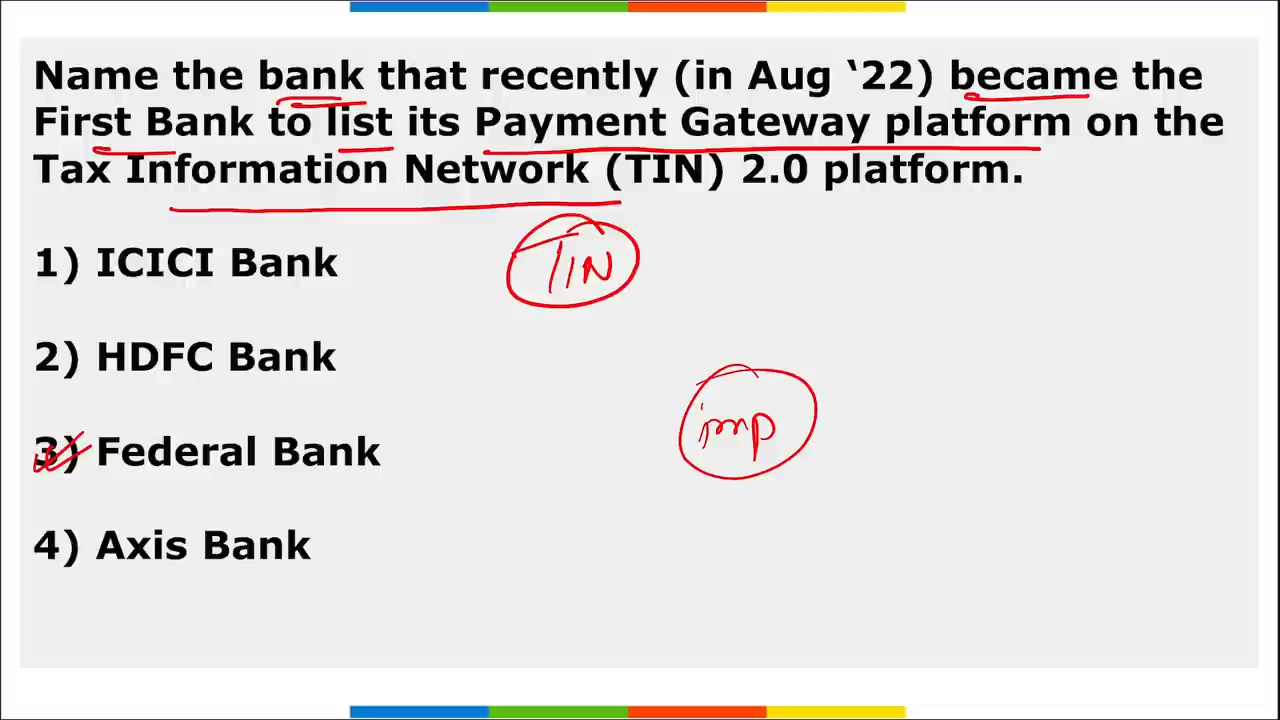 Name the bank that recently (in Aug ‘22) became the
First Bank to list its Payment Gateway platform on the
Tax Information Network (TIN) 2.0 platform.
1) ICICI Bank
TIN
2) HDFC Bank
imp
3) Federal Bank
4) Axis Bank